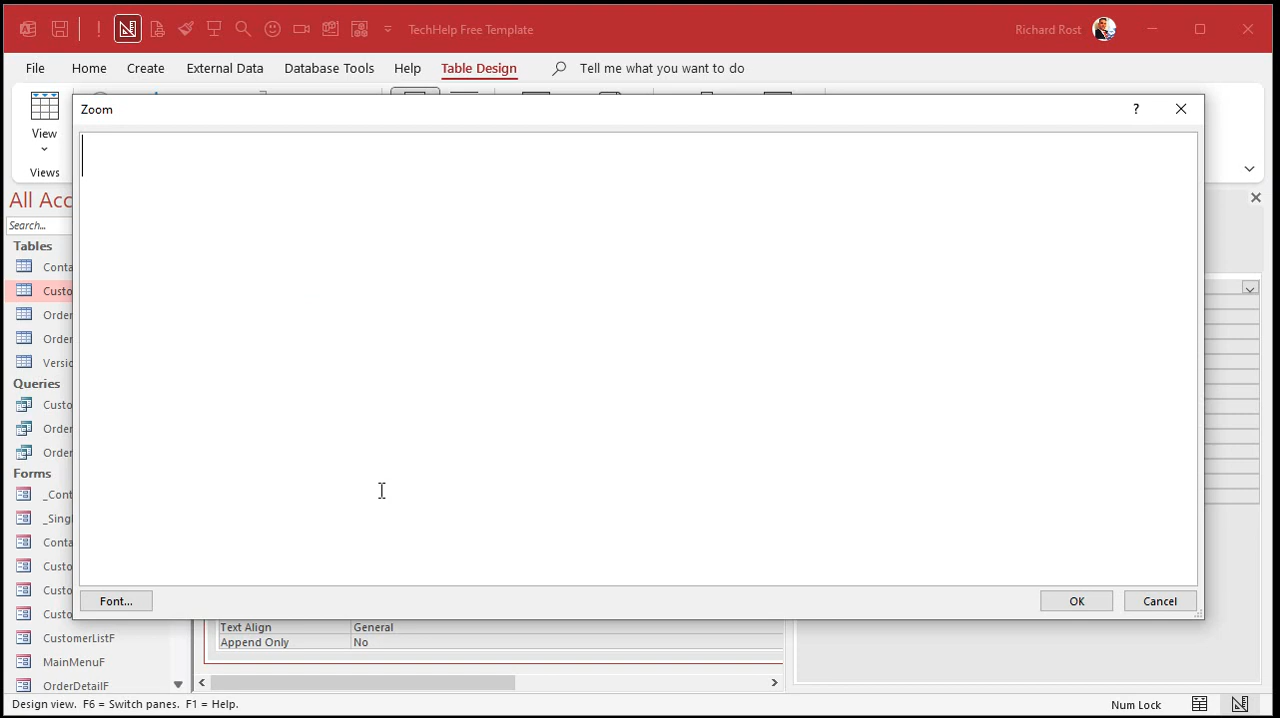 TechHelp Free Template
Richard Rost
File
Home
Create
External Data
Database Tools
Help
Table Design
Tell me what you want to do
View
Views
Zoom
?
All Acc
Search...
Tables
Conta
Custo
Order
Order
Versio
Queries
Custo
Order
Order
Forms
_Cont
_Sing
Conta
Custo
Custo
Custo
CustomerListF
MainMenuF
OrderDetailF
Font...
OK
Cancel
Text Align General
Append Only No
Design view. F6 = Switch panes. F1 = Help.
Num Lock